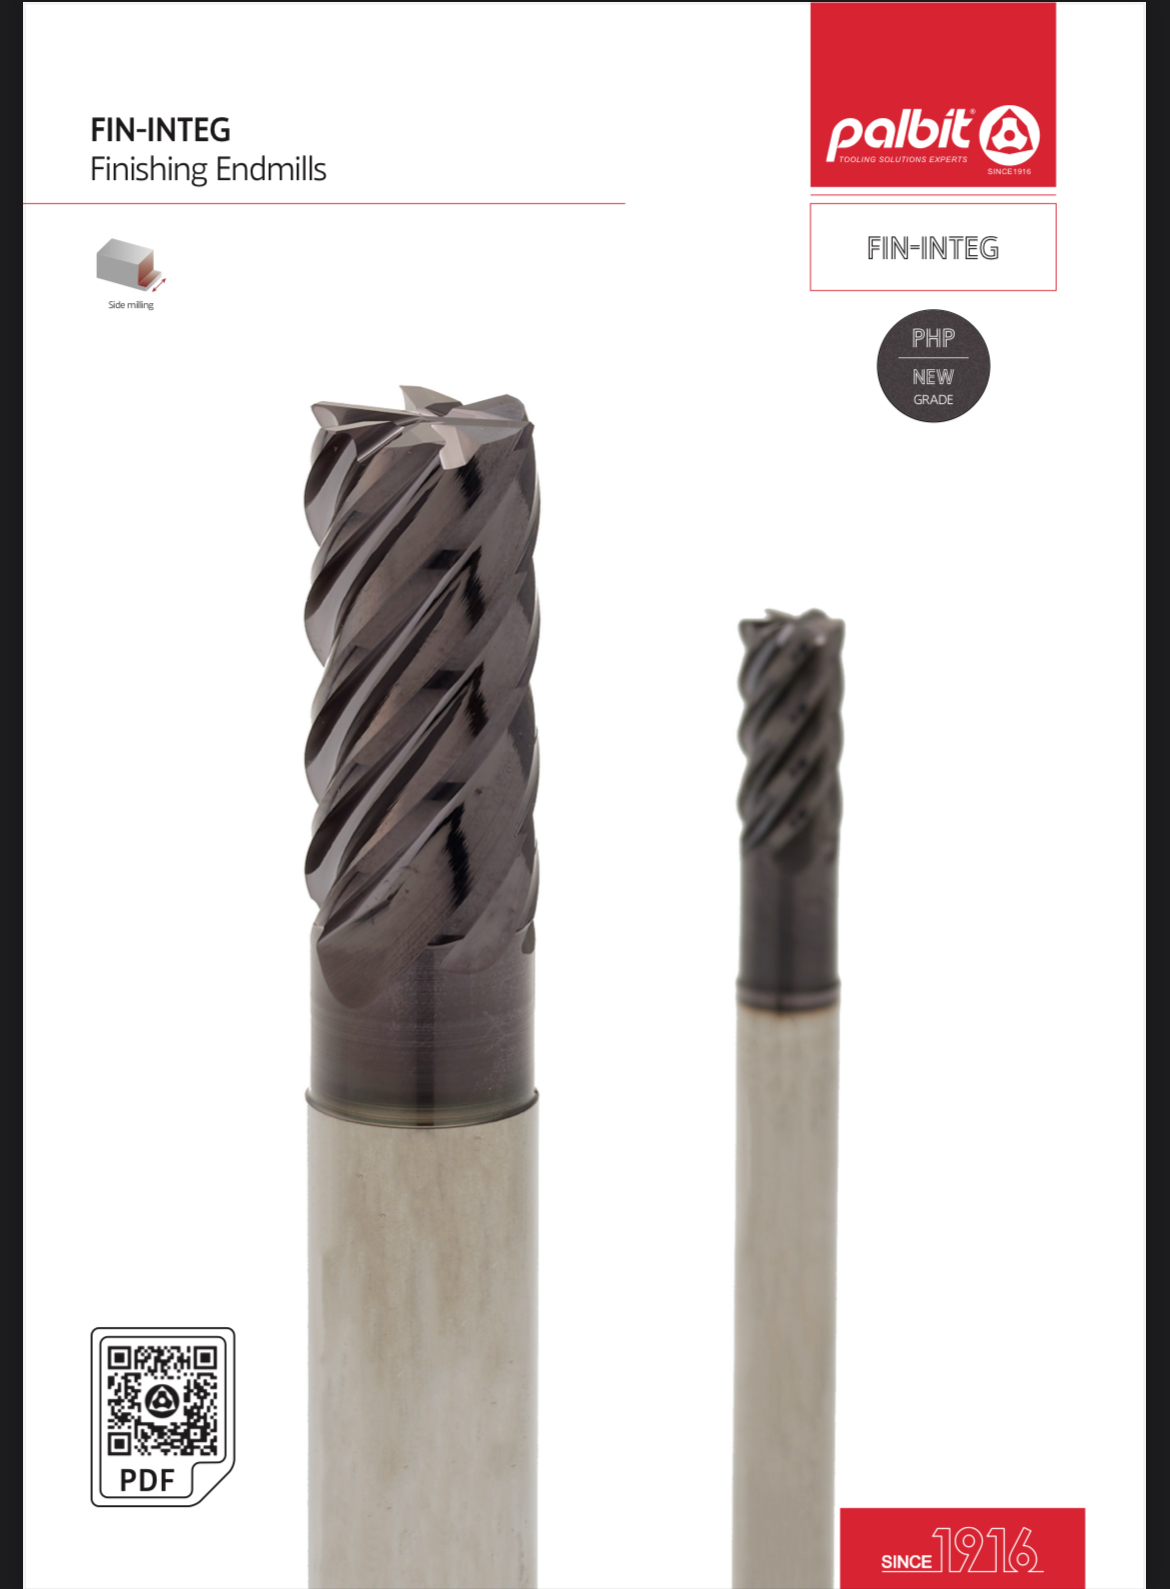 FIN-INTEG
Finishing Endmills
palbit®
TOOLING SOLUTIONS EXPERTS
SINCE1916
FIN-INTEG
Side milling
PHP
NEW
GRADE
PDF
SINCE 1916